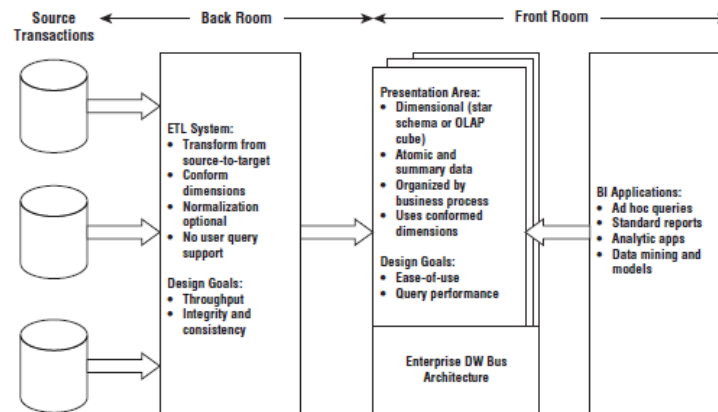 Source
Transactions
Back Room
Front Room
ETL System:
• Transform from
source-to-target
• Conform
dimensions
• Normalization
optional
• No user query
support
Design Goals:
• Throughput
• Integrity and
consistency
Presentation Area:
• Dimensional (star
schema or OLAP
cube)
• Atomic and
summary data
• Organized by
business process
• Uses conformed
dimensions
Design Goals:
• Ease-of-use
• Query performance
Enterprise DW Bus
Architecture
BI Applications:
• Ad hoc queries
• Standard reports
• Analytic apps
• Data mining and
models